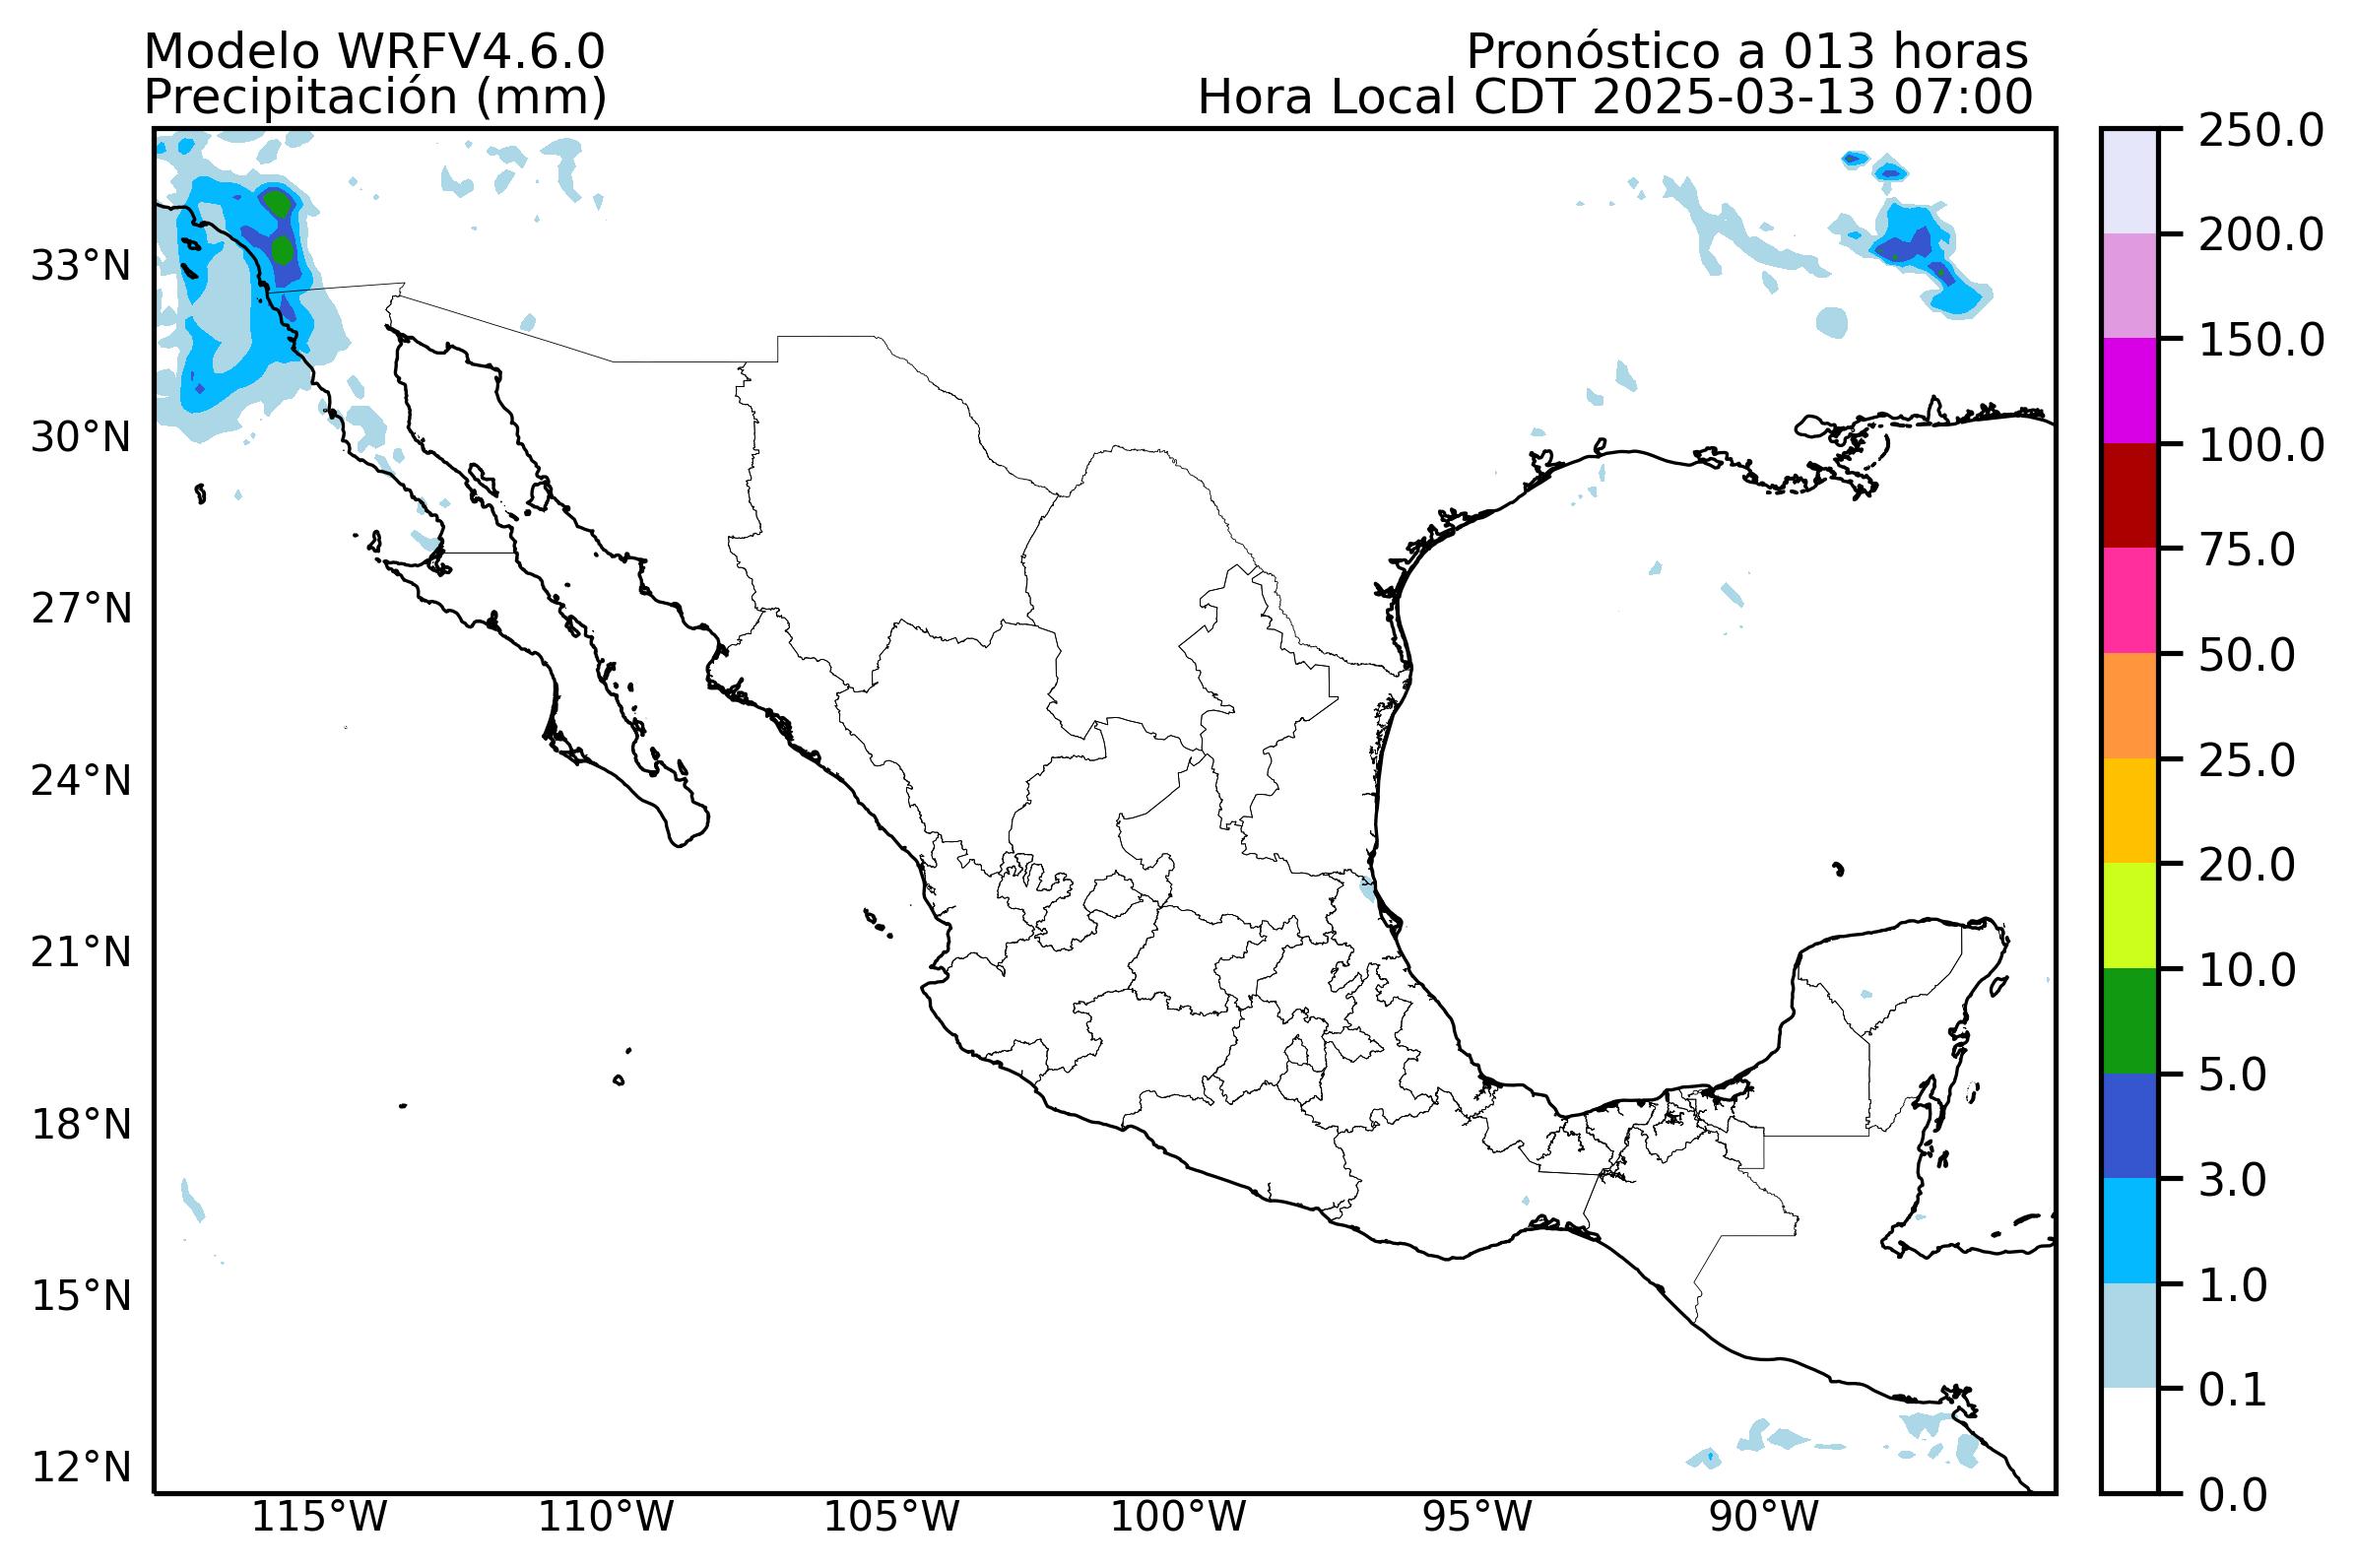 Modelo WRFV4.6.0
Precipitación (mm)
Pronóstico a 013 horas
Hora Local CDT 2025-03-13 07:00
33°N
30°N
27°N
24°N
21°N
18°N
15°N
12°N
115°W
110°W
105°W
100°W
95°W
90°W
250.0
200.0
150.0
100.0
75.0
50.0
25.0
20.0
10.0
5.0
3.0
1.0
0.1
0.0